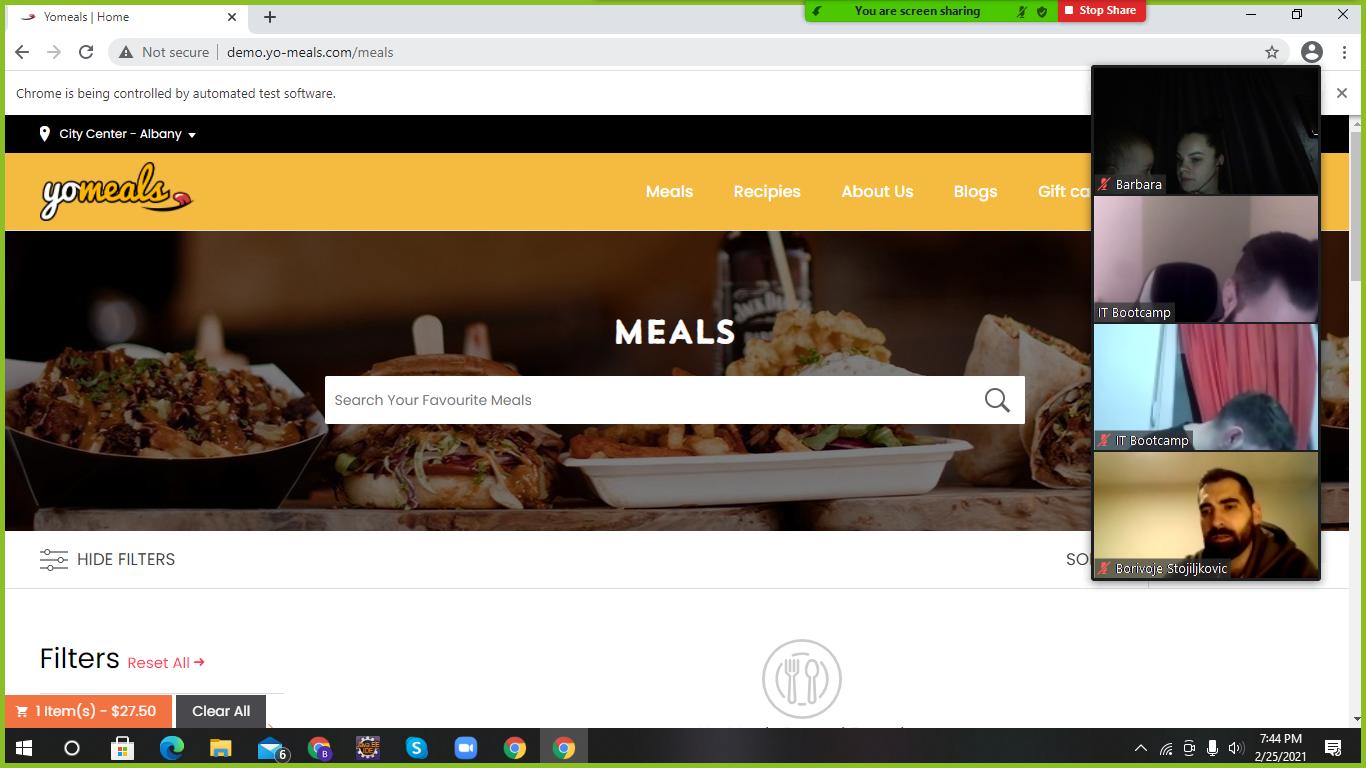 Yomeals | Home
You are screen sharing
Stop Share
Not secure
demo.yo-meals.com/meals
Chrome is being controlled by automated test software.
City Center - Albany
yomeals
Meals
Recipies
About Us
Blogs
Gift ca
MEALS
Search Your Favourite Meals
Barbara
IT Bootcamp
IT Bootcamp
Borivoje Stojiljkovic
HIDE FILTERS
SO
Filters
Reset All
1 Item(s) - $27.50
Clear All
6
B
7:44 PM
2/25/2021